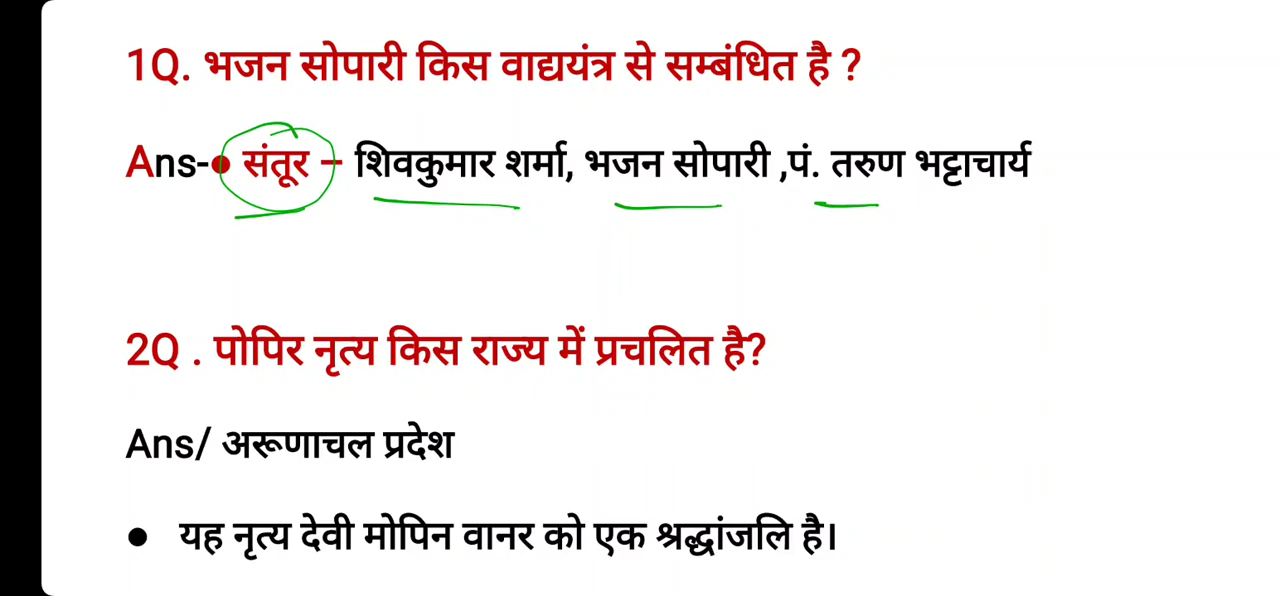 1Q. भजन सोपारी किस वाद्ययंत्र से सम्बंधित है ?
Ans-● संतूर – शिवकुमार शर्मा, भजन सोपारी ,पं. तरुण भट्टाचार्य
2Q . पोपिर नृत्य किस राज्य में प्रचलित है?
Ans/ अरूणाचल प्रदेश
● यह नृत्य देवी मोपिन वानर को एक श्रद्धांजलि है।